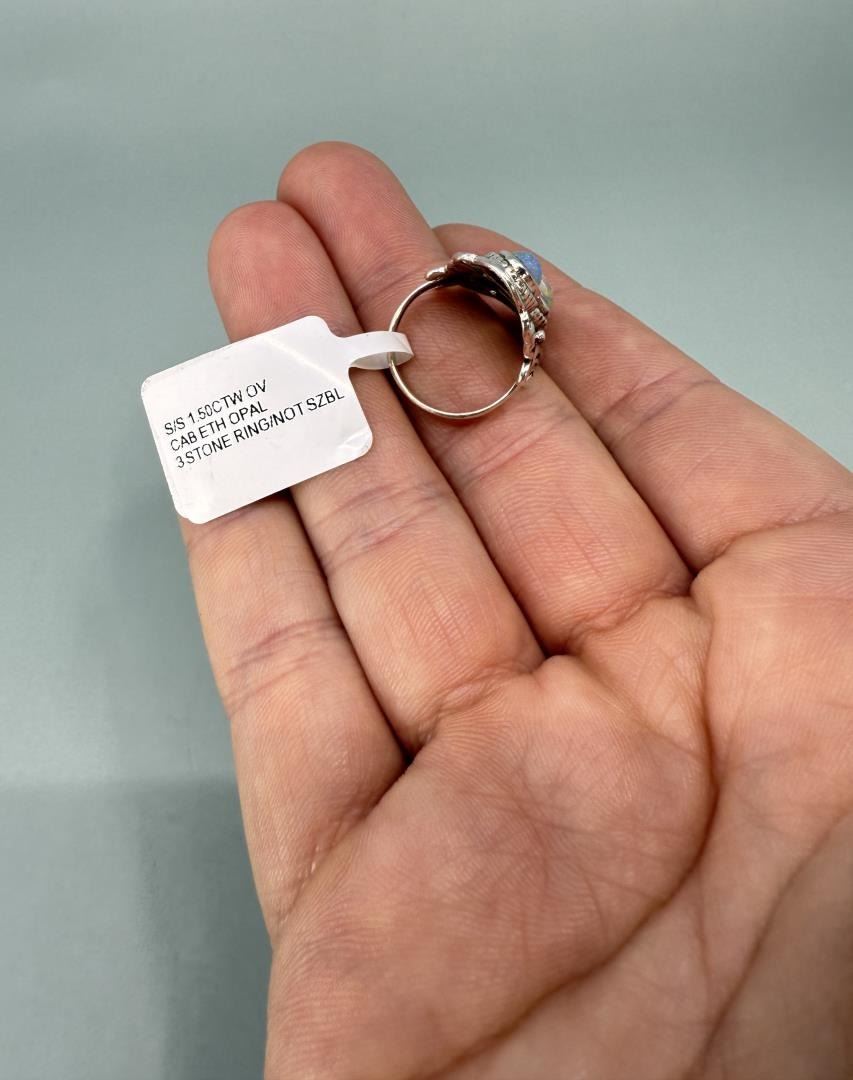 S/S 1.50CTW OV
CAB ETH OPAL
3 STONE RING/NOT SZBL